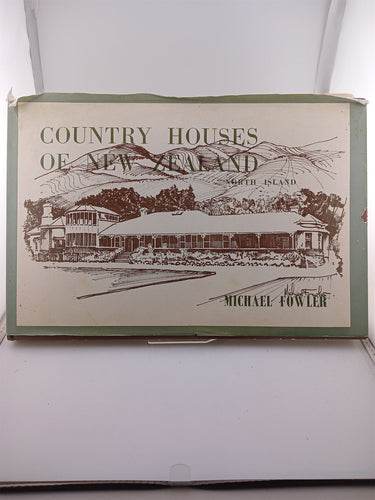 COUNTRY HOUSES
OF NEW ZEALAND
NORTH ISLAND
MICHAEL FOWLER